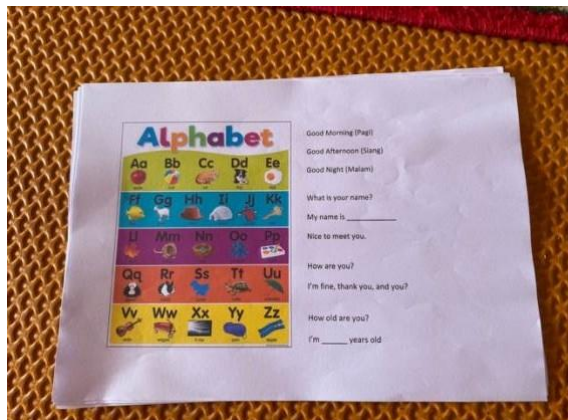 Alphabet
Aa Bb Cc Dd Ee
Ff Gg Hh Ii Jj Kk
Ll Mm Nn Oo Pp
Qq Rr Ss Tt Uu
Vv Ww Xx Yy Zz
Good Morning (Pagi)
Good Afternoon (Siang)
Good Night (Malam)
What is your name?
My name is ____________
Nice to meet you.
How are you?
I'm fine, thank you, and you?
How old are you?
I'm ______ years old